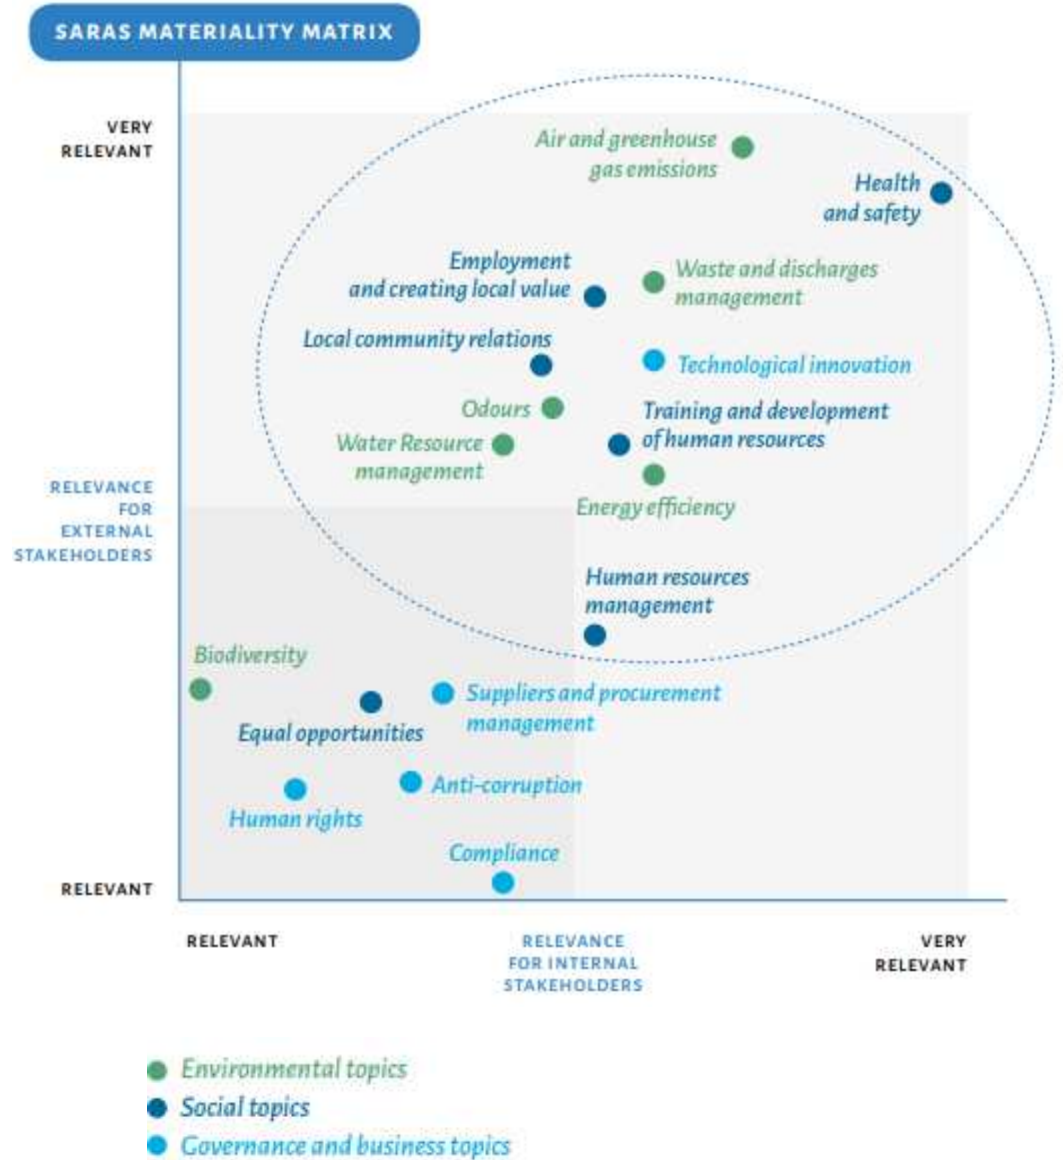 SARAS MATERIALITY MATRIX
VERY
RELEVANT
Air and greenhouse
gas emissions
Health
and safety
Employment
and creating local value
Waste and discharges
management
Local community relations
Technological innovation
Odours
Training and development
of human resources
Water Resource
management
Energy efficiency
RELEVANCE
FOR
EXTERNAL
STAKEHOLDERS
Human resources
management
Biodiversity
Suppliers and procurement
management
Equal opportunities
Anti-corruption
Human rights
Compliance
RELEVANT
RELEVANT
RELEVANCE
FOR INTERNAL
STAKEHOLDERS
VERY
RELEVANT
Environmental topics
Social topics
Governance and business topics